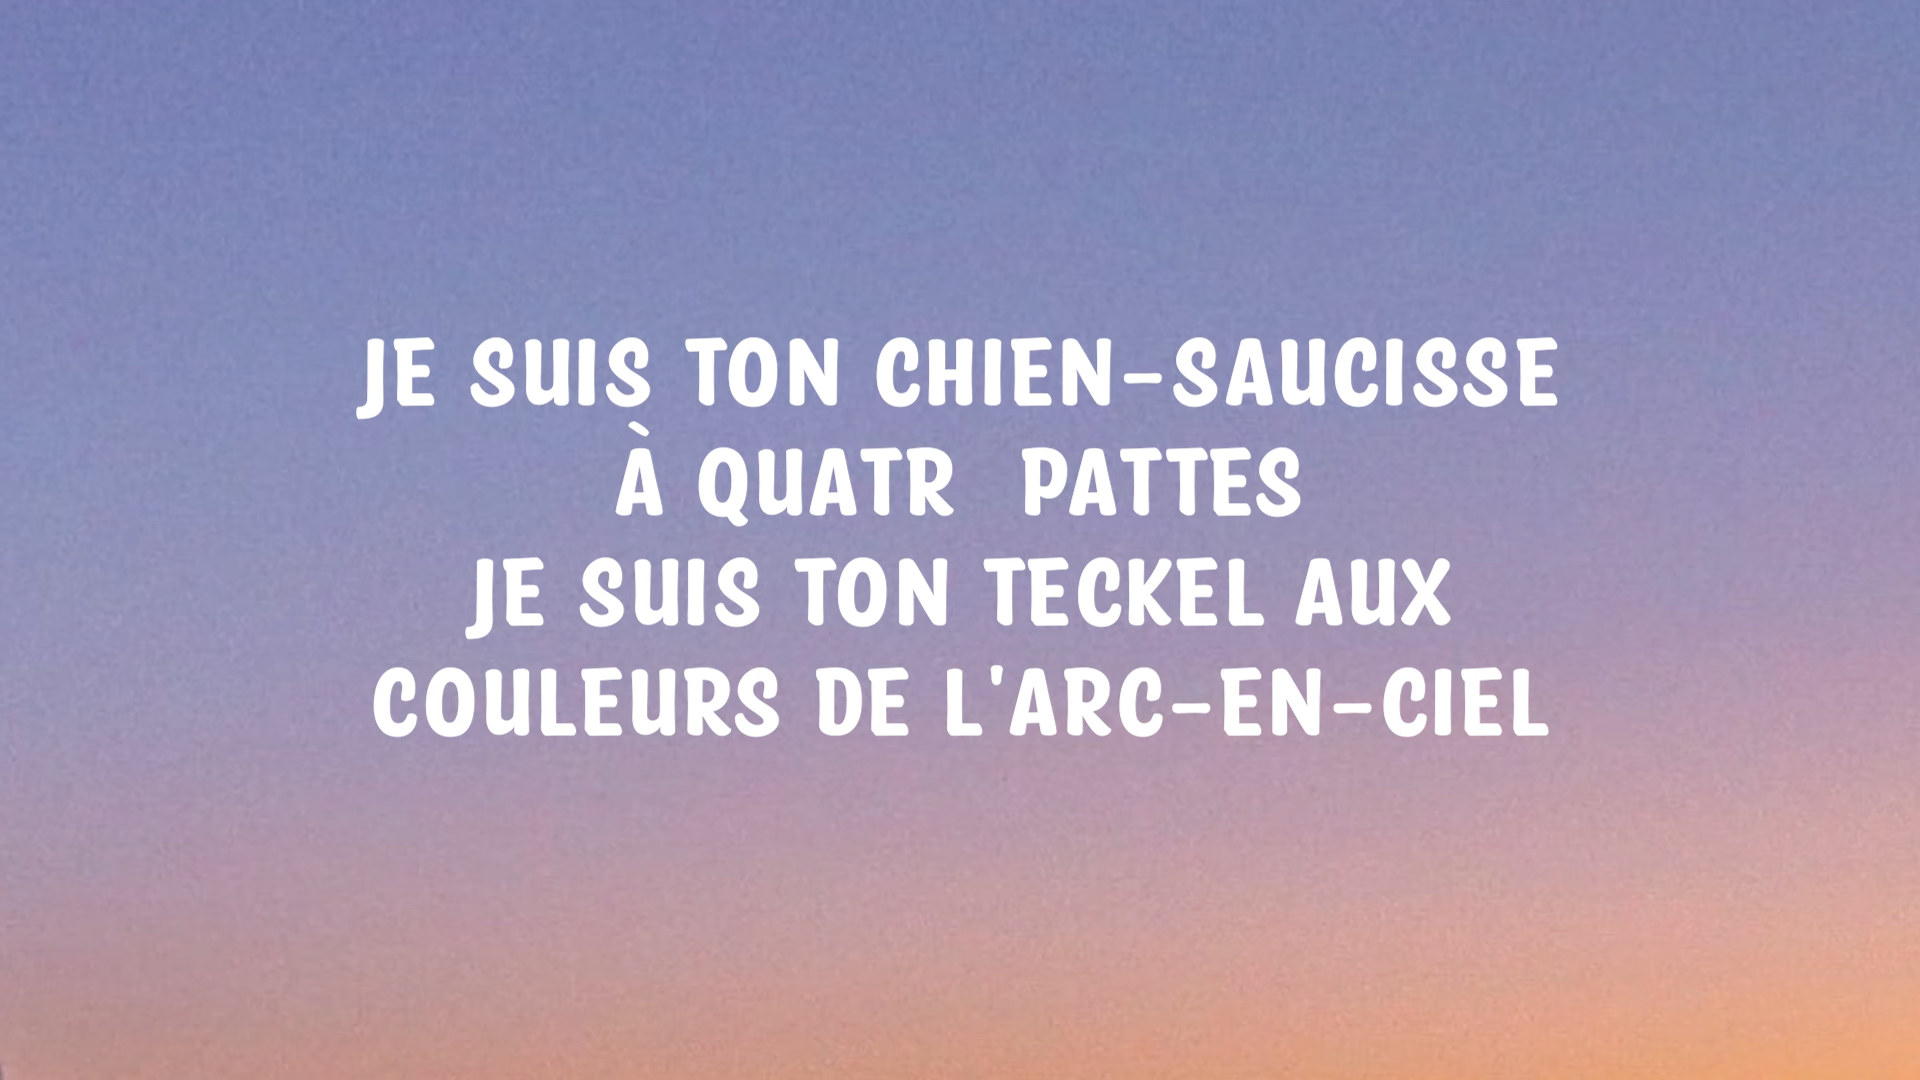 JE SUIS TON CHIEN-SAUCISSE
À QUATR  PATTES
JE SUIS TON TECKEL AUX
COULEURS DE L'ARC-EN-CIEL